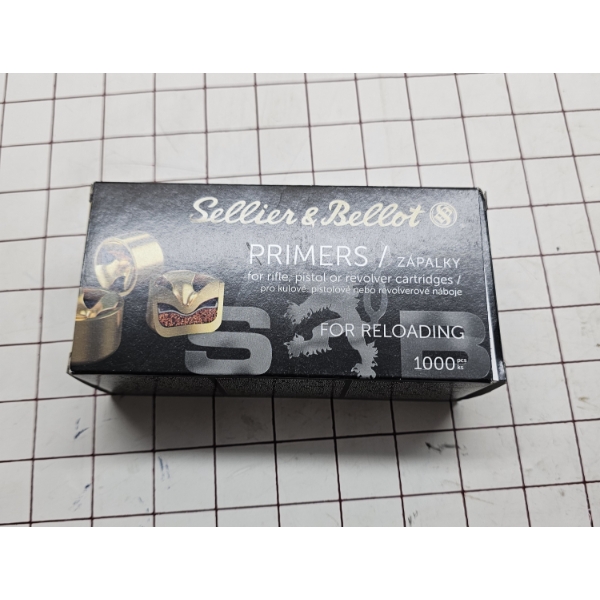 Sellier & Bellot
PRIMERS / ZÁPALKY
for rifle, pistol or revolver cartridges /
pro kulové, pistolové nebo revolverové náboje
S B
FOR RELOADING
1000 pcs
ks